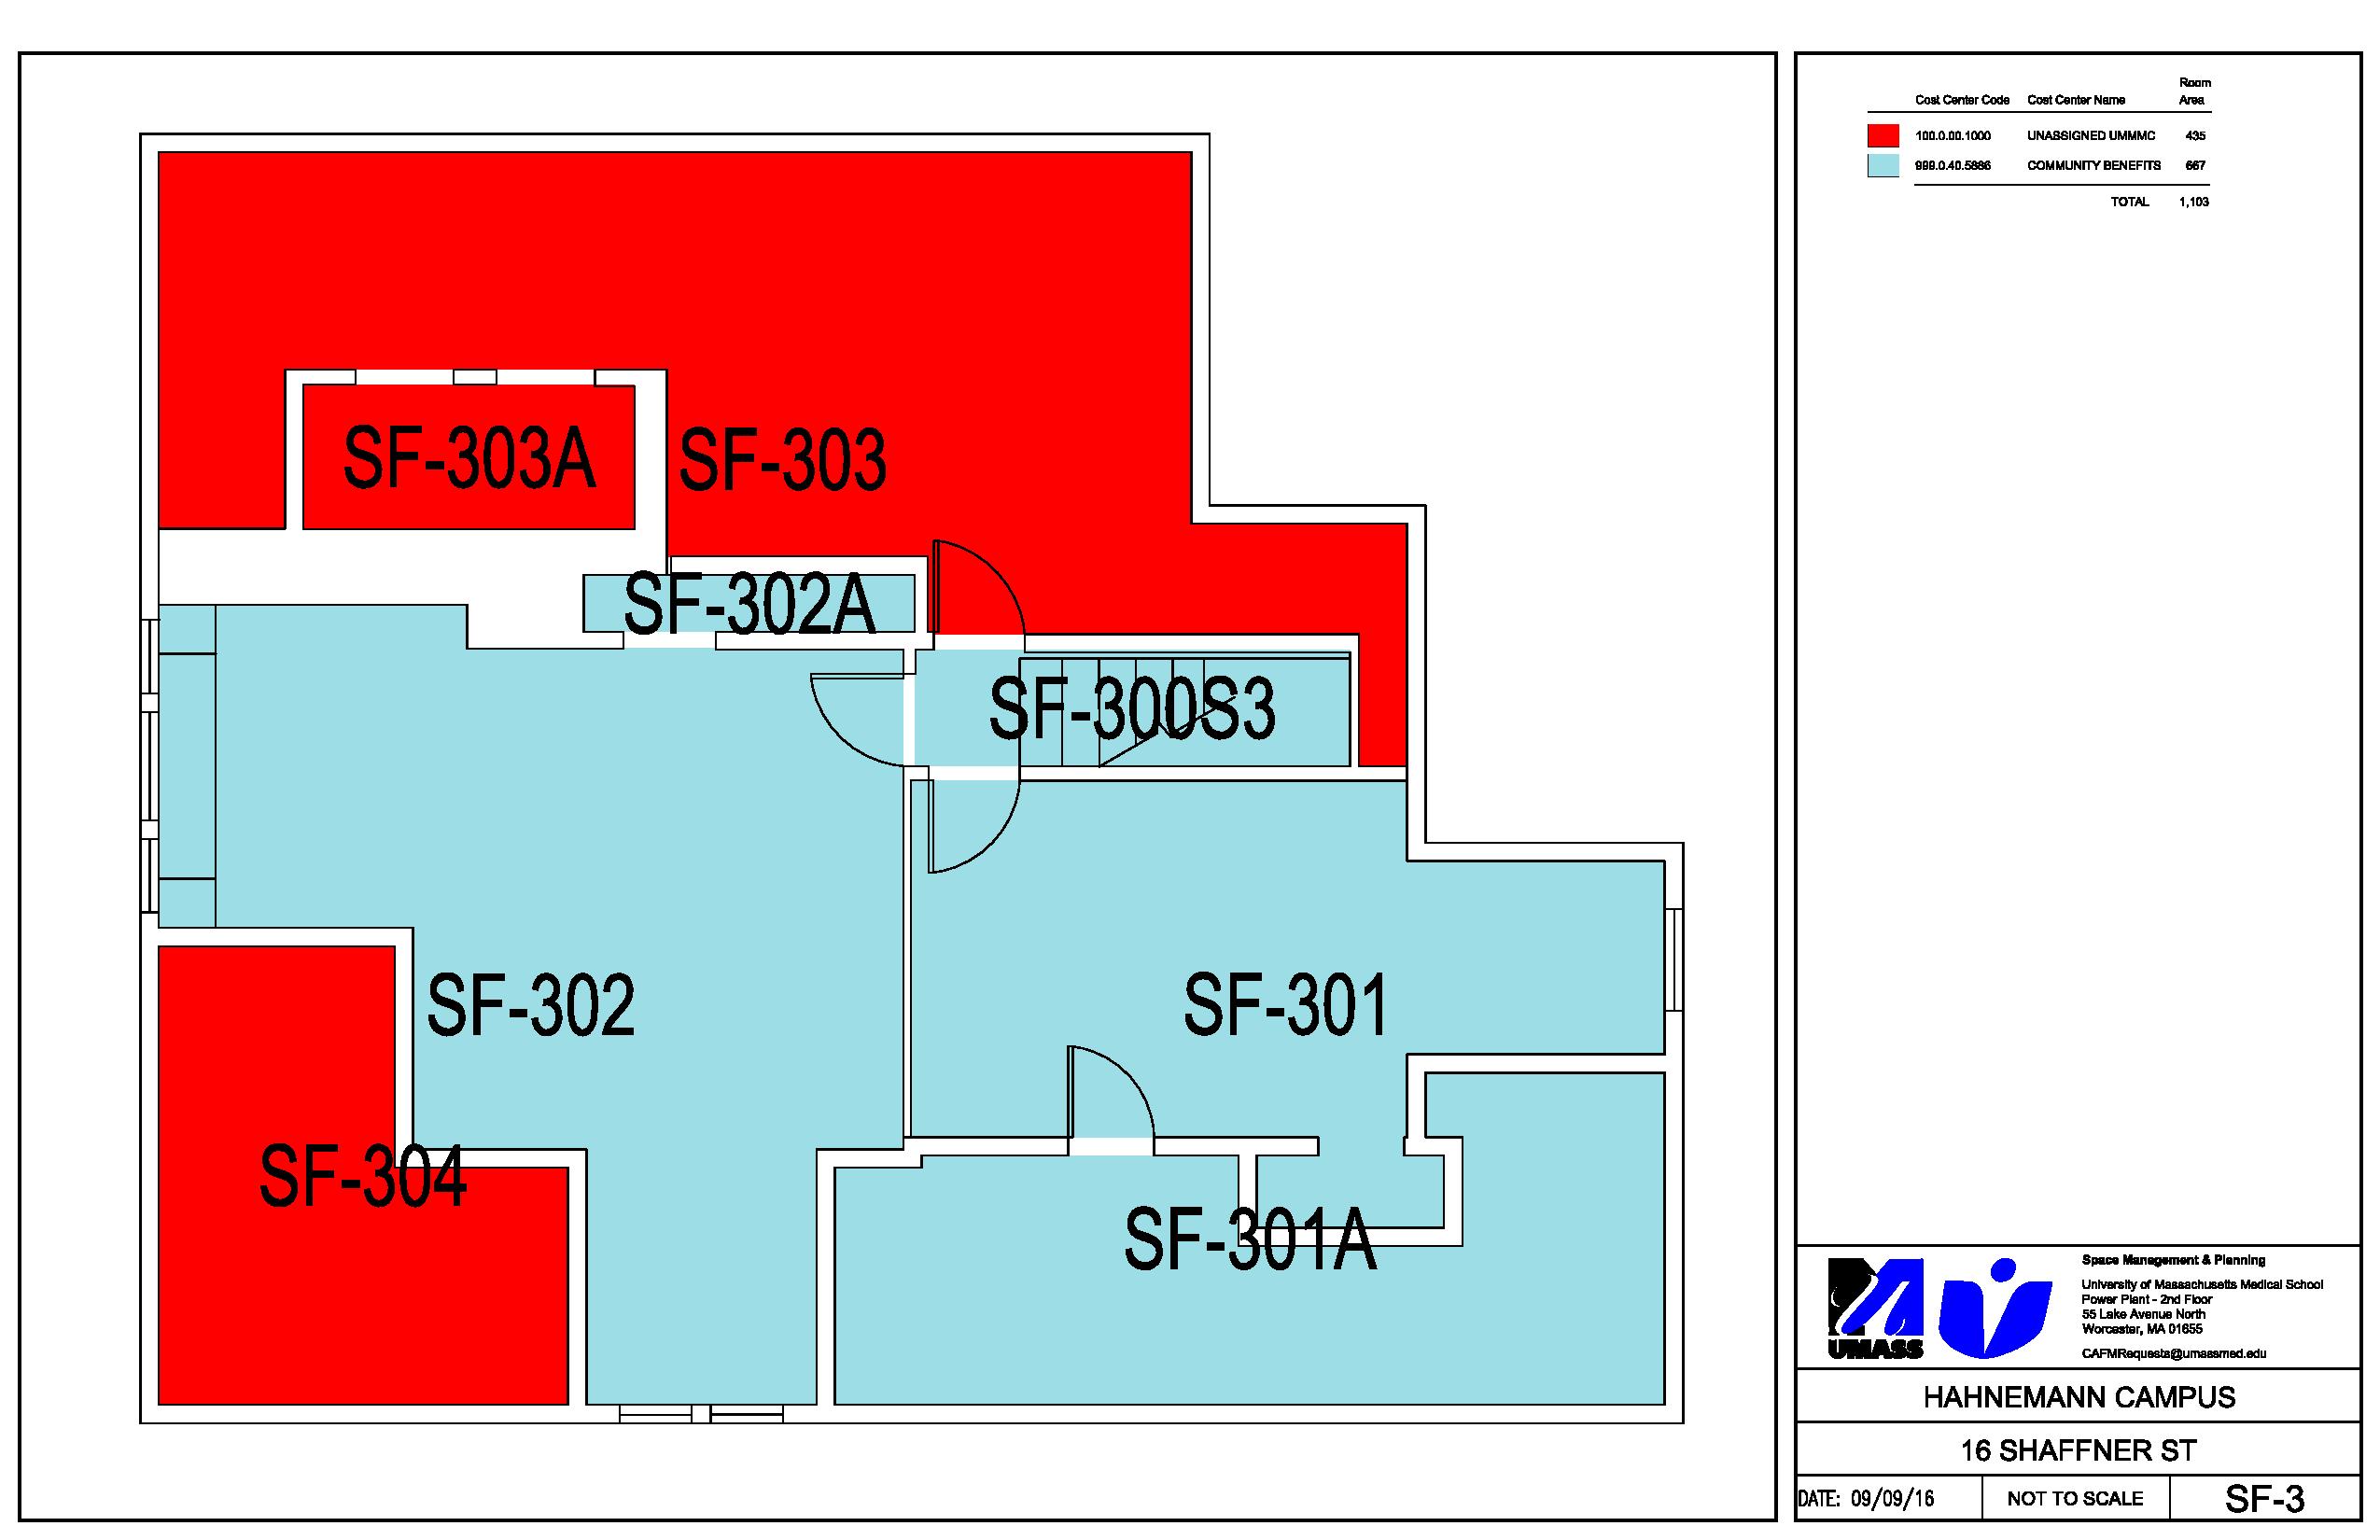 Room
Cost Center Code Cost Center Name Area
100.0.00.1000 UNASSIGNED UMMMC 435
999.0.40.5886 COMMUNITY BENEFITS 667
TOTAL 1,103
SF-303A
SF-303
SF-302A
SF-300S3
SF-302
SF-301
SF-304
SF-301A
UMASS
Space Management & Planning
University of Massachusetts Medical School
Power Plant - 2nd Floor
55 Lake Avenue North
Worcester, MA 01655
CAFMRequests@umassmed.edu
HAHNEMANN CAMPUS
16 SHAFFNER ST
DATE: 09/09/16 NOT TO SCALE SF-3